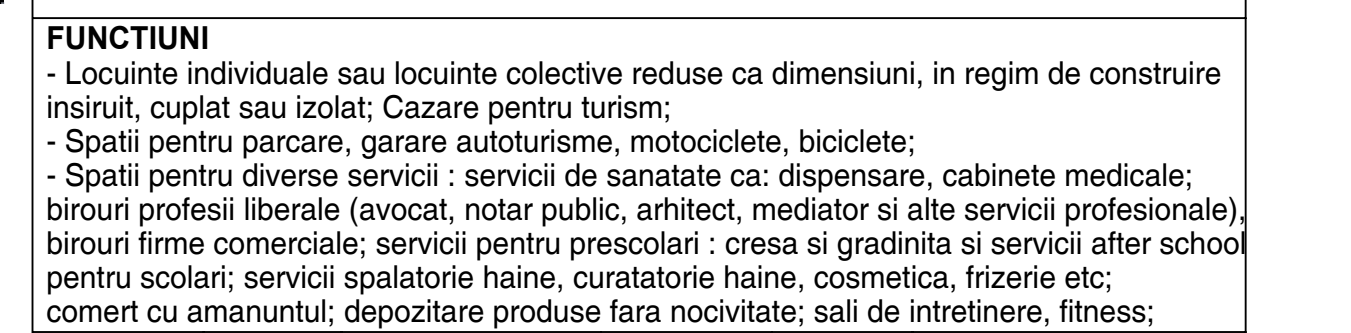 FUNCTIUNI
- Locuinte individuale sau locuinte colective reduse ca dimensiuni, in regim de construire
insiruit, cuplat sau izolat; Cazare pentru turism;
- Spatii pentru parcare, garare autoturisme, motociclete, biciclete;
- Spatii pentru diverse servicii : servicii de sanatate ca: dispensare, cabinete medicale;
birouri profesii liberale (avocat, notar public, arhitect, mediator si alte servicii profesionale),
birouri firme comerciale; servicii pentru prescolari : cresa si gradinita si servicii after school
pentru scolari; servicii spalatorie haine, curatatorie haine, cosmetica, frizerie etc;
comert cu amanuntul; depozitare produse fara nocivitate; sali de intretinere, fitness;